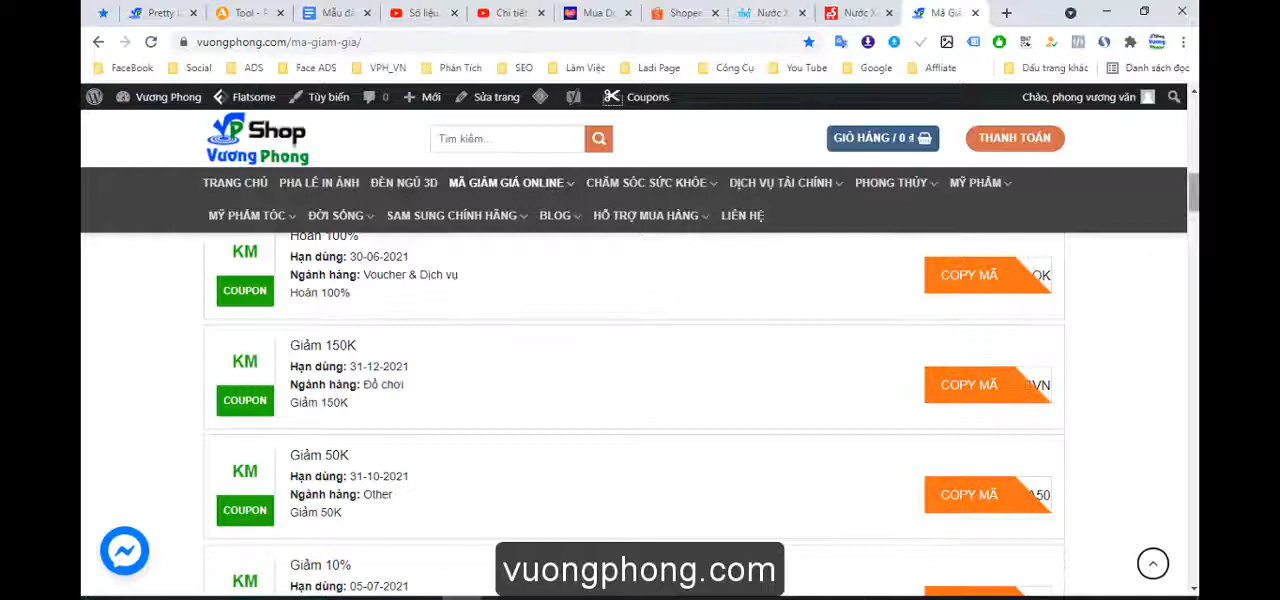 Pretty L
Tool - F
Mẫu đă
Số liệu
Chi tiết
Mua Do
Shopee
Nước X
Nước X
Mã Giả
vuongphong.com/ma-giam-gia/
FaceBook
Social
ADS
Face ADS
VPH_VN
Phân Tích
SEO
Làm Việc
Ladi Page
Công Cụ
You Tube
Google
Affliate
Dấu trang khác
Danh sách đọc
Vương Phong
Flatsome
Tùy biến
0
Mới
Sửa trang
Coupons
Chào, phong vương văn
VP Shop
Vương Phong
Tìm kiếm...
GIỎ HÀNG / 0 ₫
THANH TOÁN
TRANG CHỦ PHA LÊ IN ẢNH ĐÈN NGỦ 3D MÃ GIẢM GIÁ ONLINE CHĂM SÓC SỨC KHỎE DỊCH VỤ TÀI CHÍNH PHONG THỦY MỸ PHẨM
MỸ PHẨM TÓC ĐỜI SỐNG SAM SUNG CHÍNH HÃNG BLOG HỖ TRỢ MUA HÀNG LIÊN HỆ
Hoàn 100%
KM
Hạn dùng: 30-06-2021
Ngành hàng: Voucher & Dịch vụ
COPY MÃ
OK
COUPON
Hoàn 100%
Giảm 150K
KM
Hạn dùng: 31-12-2021
Ngành hàng: Đồ chơi
COPY MÃ
BVN
COUPON
Giảm 150K
Giảm 50K
KM
Hạn dùng: 31-10-2021
Ngành hàng: Other
COPY MÃ
A50
COUPON
Giảm 50K
Giảm 10%
KM
Hạn dùng: 05-07-2021
vuongphong.com